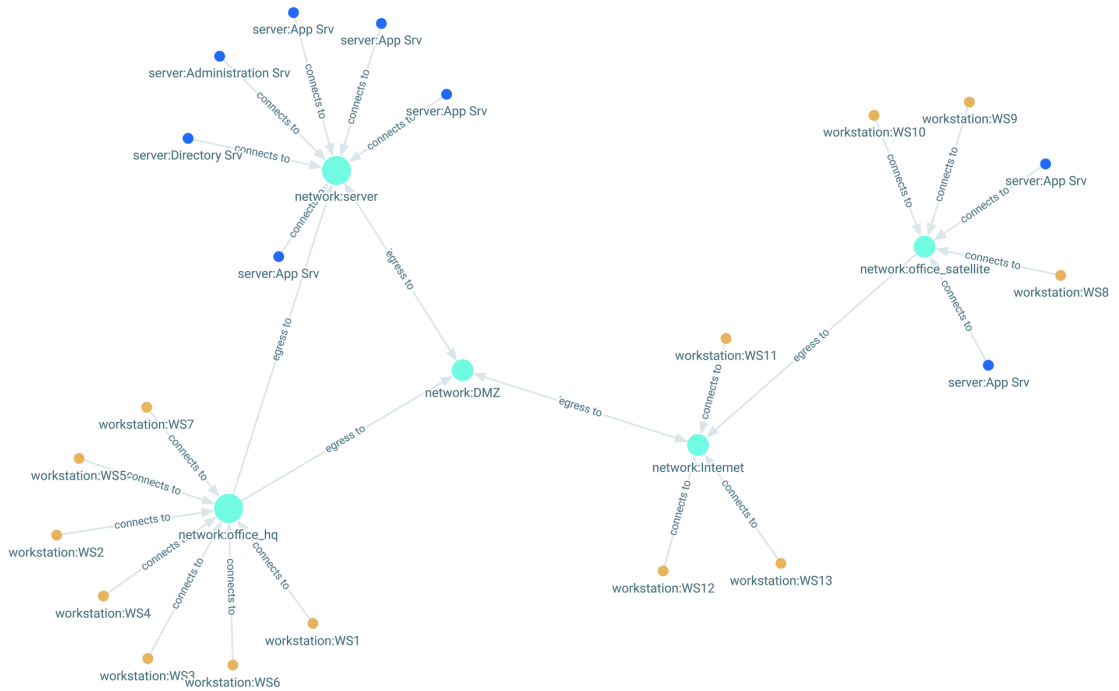 server:App Srv
server:App Srv
server:Administration Srv
connects to
connects to
connects to
server:App Srv
connects to
server:Directory Srv
connects to
network:server
connects to
server:App Srv
egress to
egress to
workstation:WS9
workstation:WS10
connects to
connects to
server:App Srv
connects to
network:office_satellite
connects to
workstation:WS8
connects to
egress to
server:App Srv
workstation:WS11
connects to
network:DMZ
egress to
egress to
network:Internet
connects to
connects to
workstation:WS12
workstation:WS13
workstation:WS7
connects to
workstation:WS5
connects to
connects to
workstation:WS2
network:office_hq
connects to
workstation:WS4
connects to
connects to
connects to
workstation:WS1
workstation:WS3
workstation:WS6